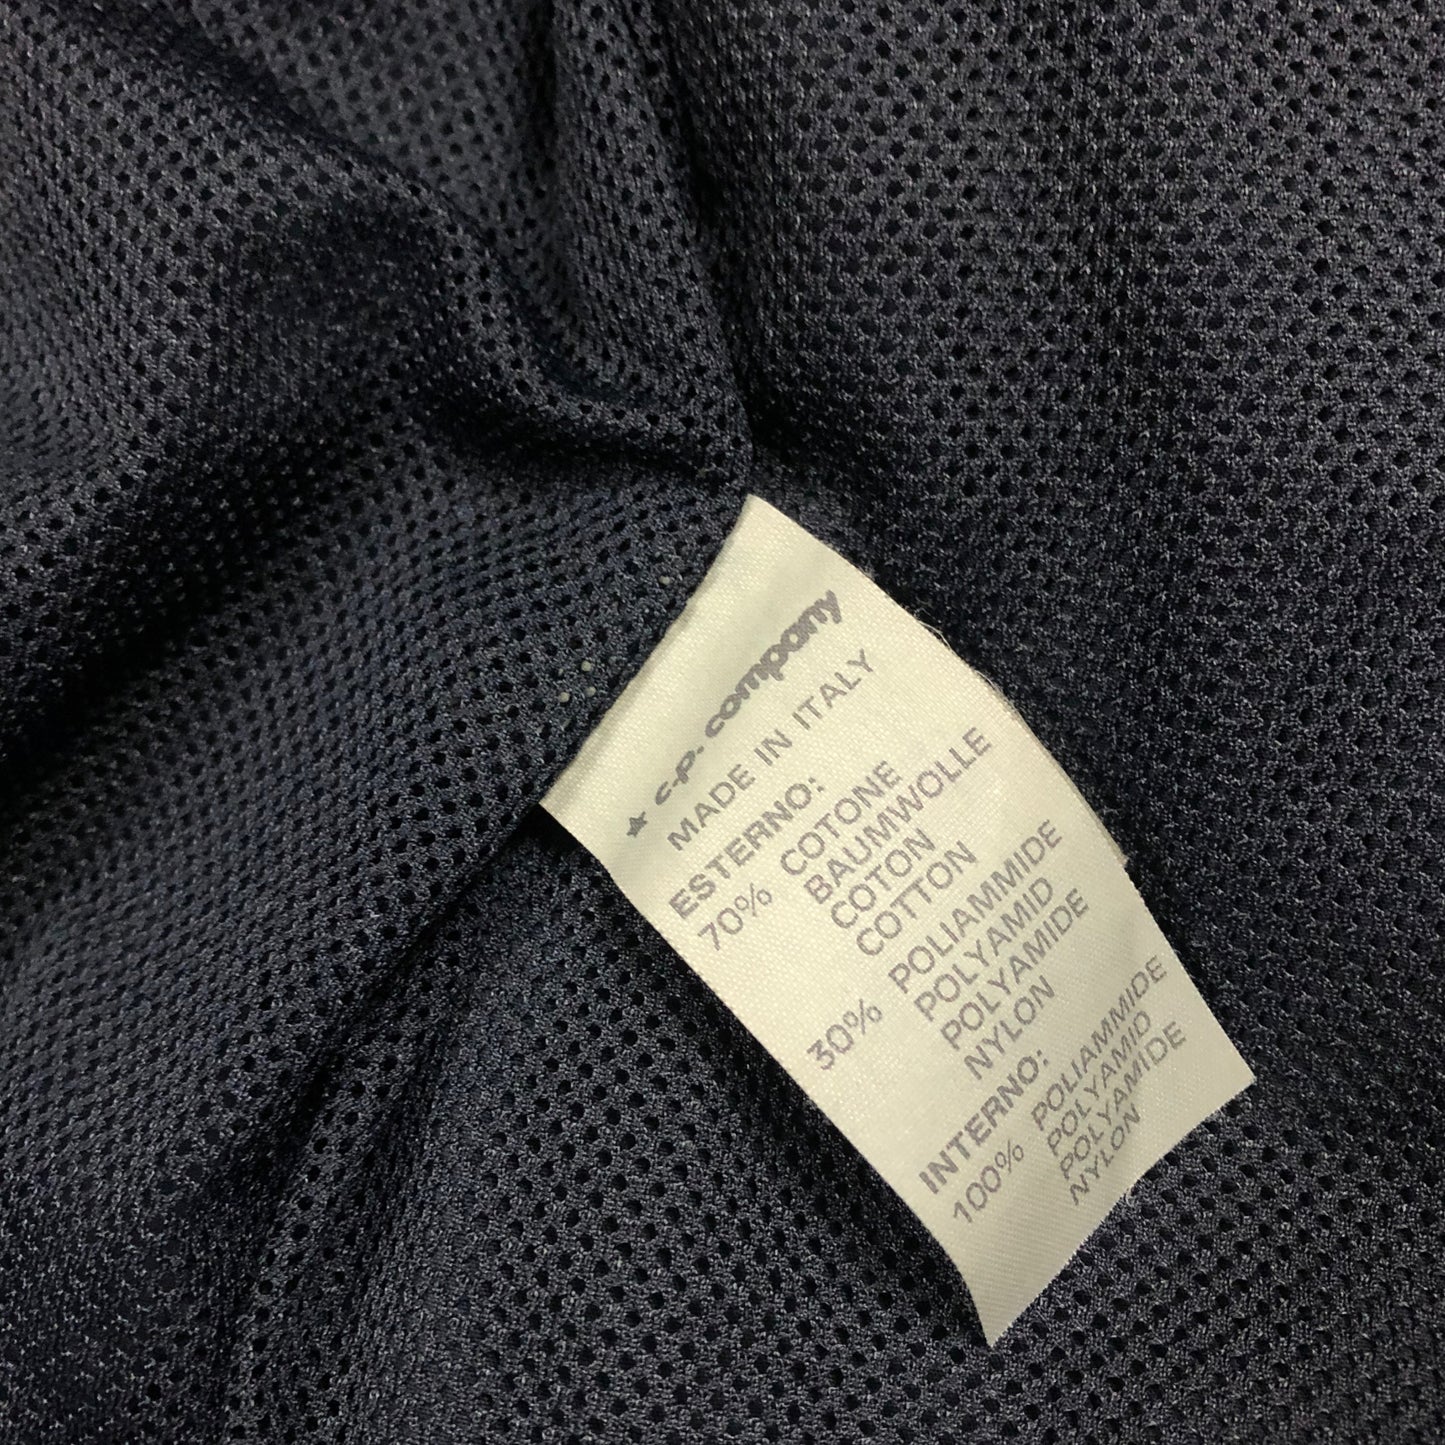 ★ c.p. company
MADE IN ITALY
ESTERNO:
70% COTONE
BAUMWOLLE
COTON
COTTON
30% POLIAMMIDE
POLYAMID
POLYAMIDE
NYLON
INTERNO:
100% POLIAMMIDE
POLYAMID
POLYAMIDE
NYLON